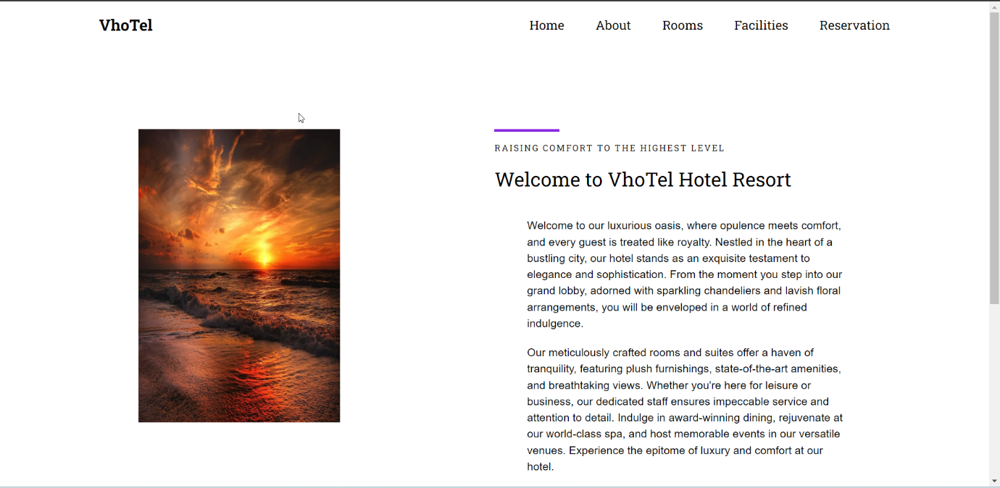 VhoTel
Home About Rooms Facilities Reservation
RAISING COMFORT TO THE HIGHEST LEVEL
Welcome to VhoTel Hotel Resort
Welcome to our luxurious oasis, where opulence meets comfort,
and every guest is treated like royalty. Nestled in the heart of a
bustling city, our hotel stands as an exquisite testament to
elegance and sophistication. From the moment you step into our
grand lobby, adorned with sparkling chandeliers and lavish floral
arrangements, you will be enveloped in a world of refined
indulgence.
Our meticulously crafted rooms and suites offer a haven of
tranquility, featuring plush furnishings, state-of-the-art amenities,
and breathtaking views. Whether you're here for leisure or
business, our dedicated staff ensures impeccable service and
attention to detail. Indulge in award-winning dining, rejuvenate at
our world-class spa, and host memorable events in our versatile
venues. Experience the epitome of luxury and comfort at our
hotel.